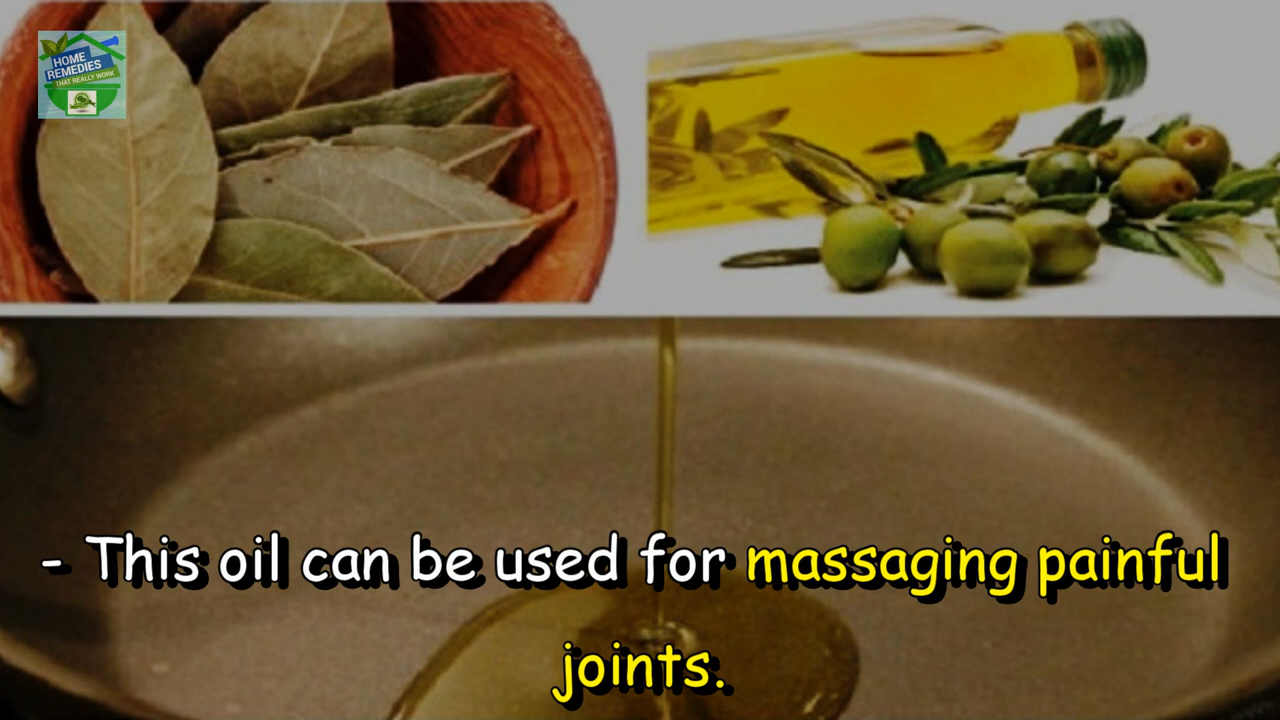 HOME
REMEDIES
THAT REALLY WORK
- This oil can be used for massaging painful
joints.